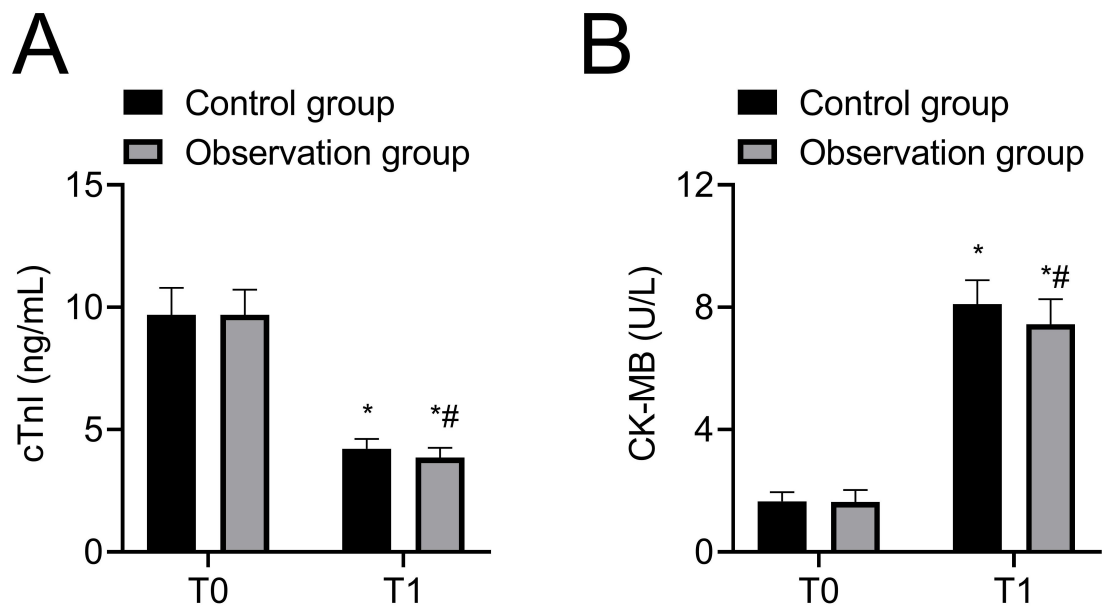 A
Control group
Observation group
15
10
5
0
cTnI (ng/mL)
*
*#
T0
T1
B
Control group
Observation group
12
8
4
0
CK-MB (U/L)
*
*#
T0
T1